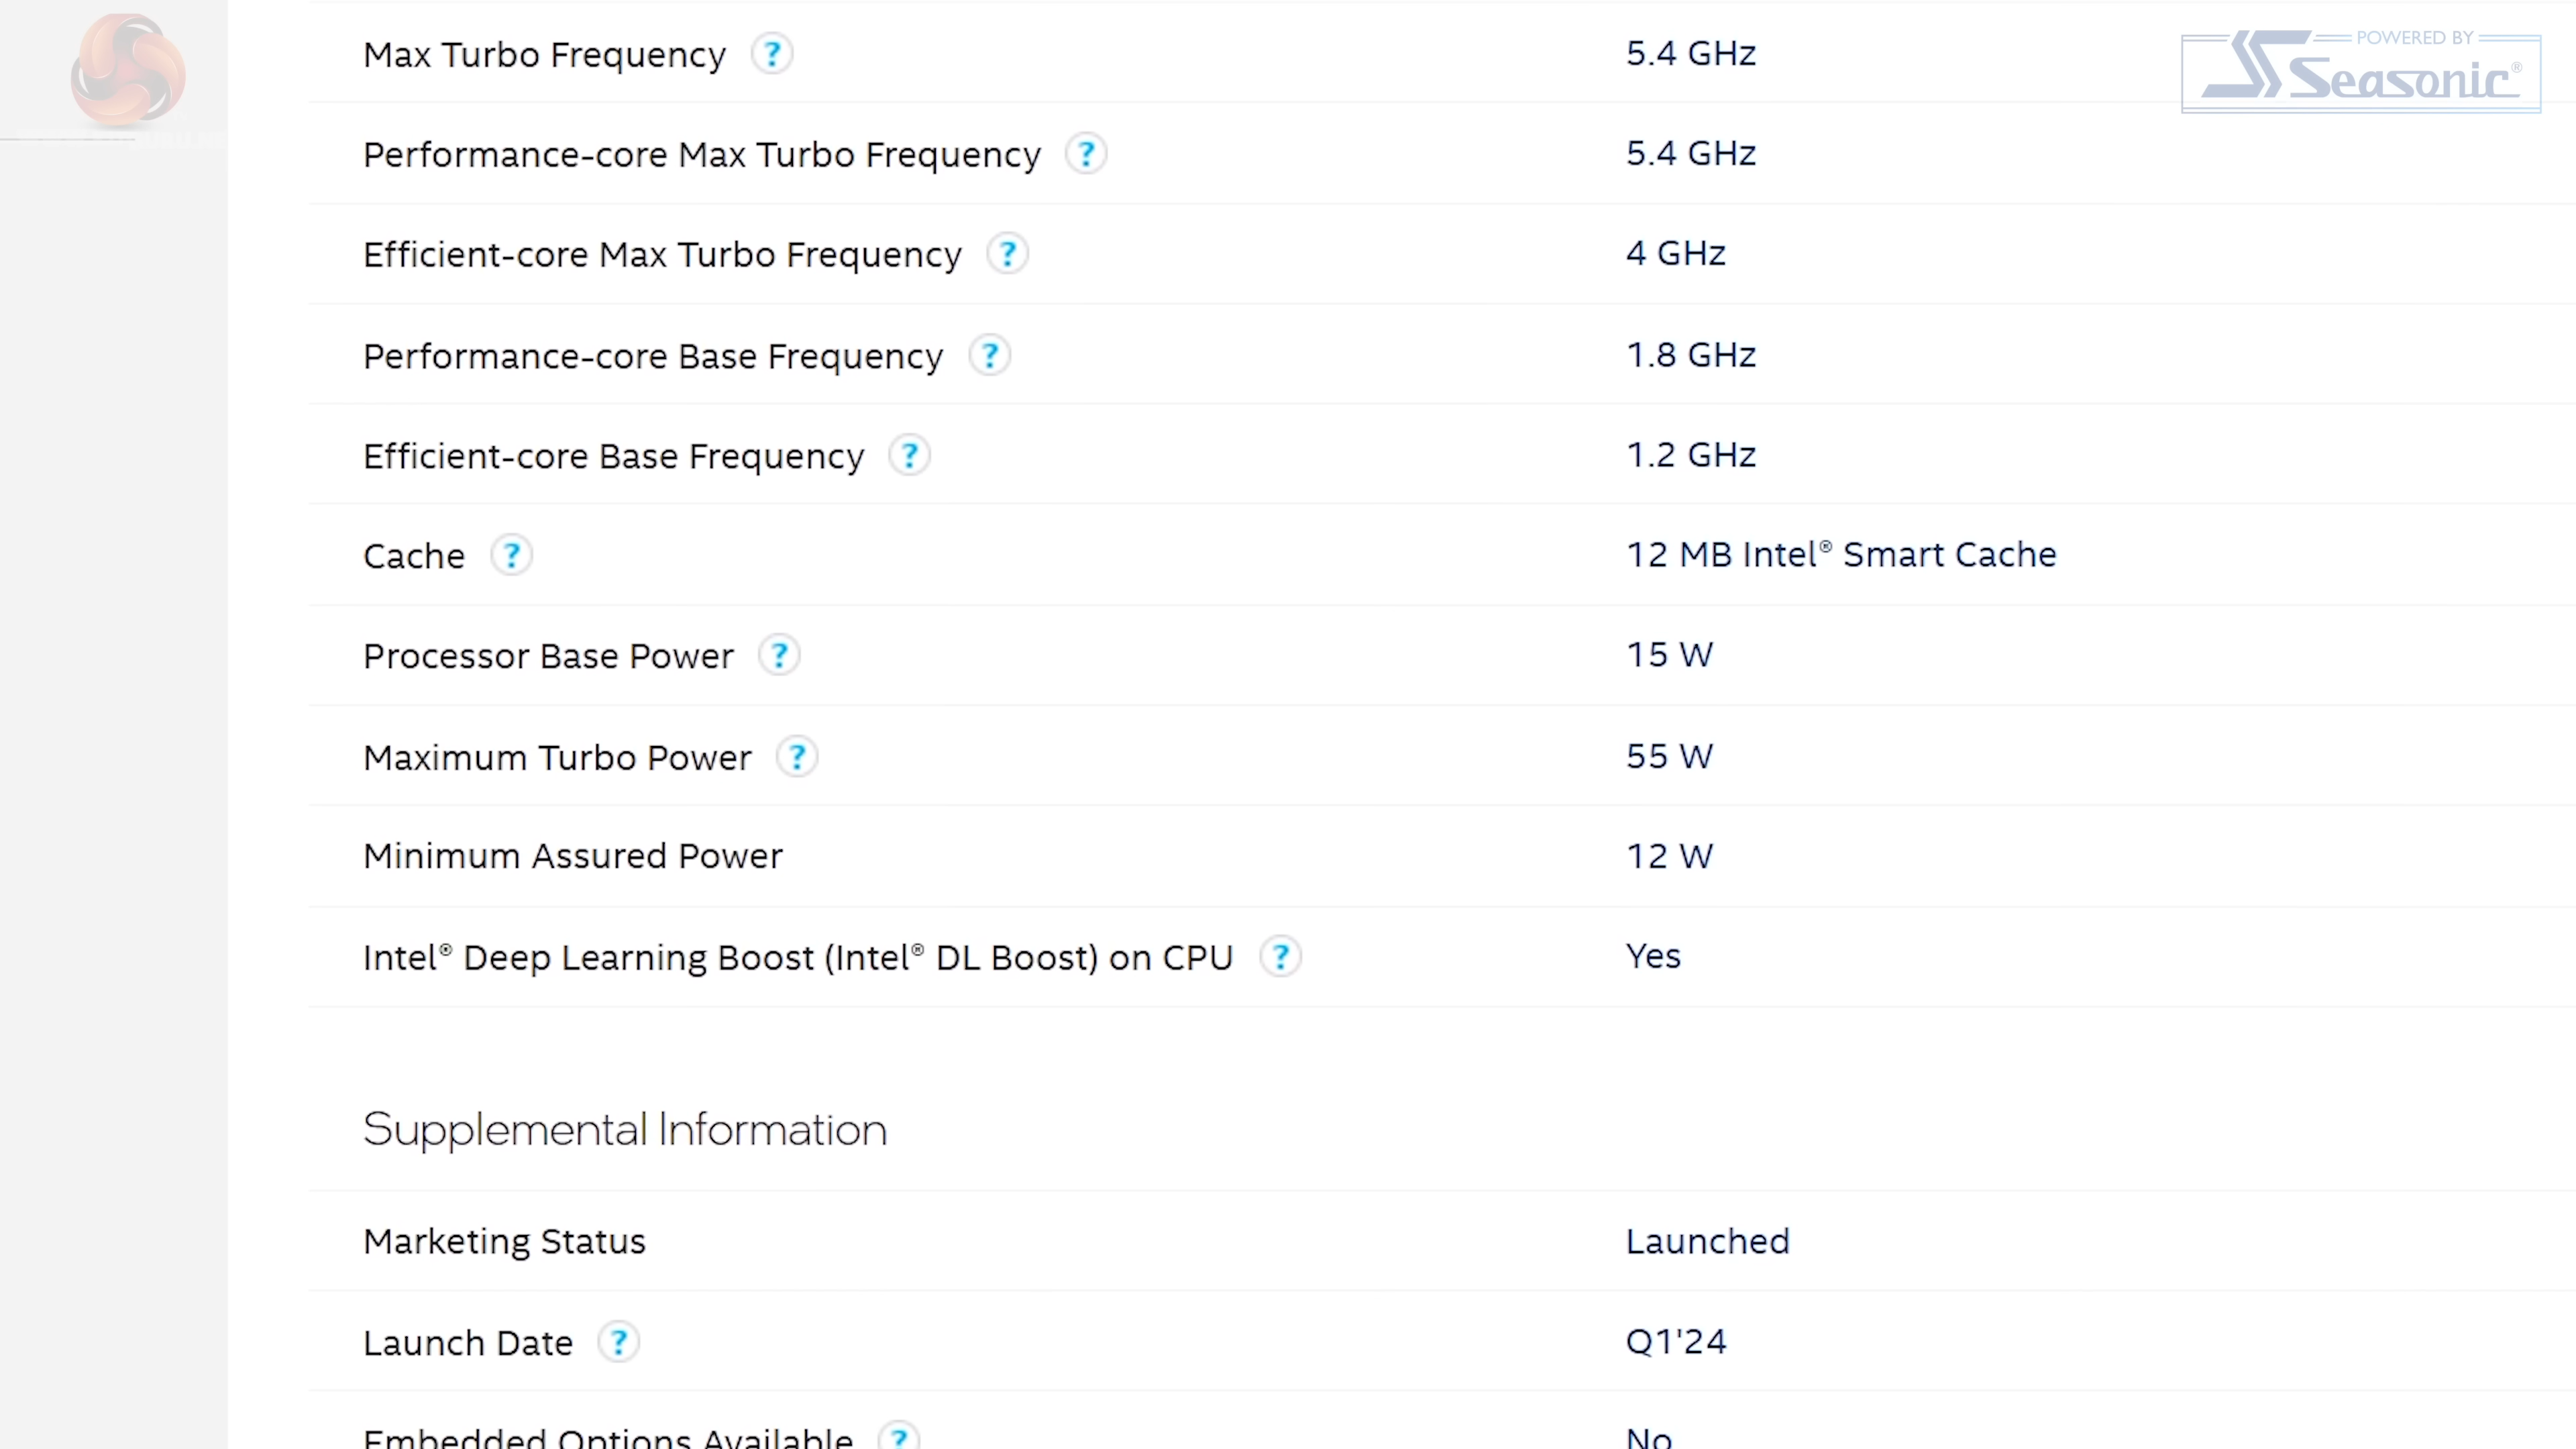 POWERED BY
Seasonic®
Max Turbo Frequency ? 5.4 GHz
Performance-core Max Turbo Frequency ? 5.4 GHz
Efficient-core Max Turbo Frequency ? 4 GHz
Performance-core Base Frequency ? 1.8 GHz
Efficient-core Base Frequency ? 1.2 GHz
Cache ? 12 MB Intel® Smart Cache
Processor Base Power ? 15 W
Maximum Turbo Power ? 55 W
Minimum Assured Power 12 W
Intel® Deep Learning Boost (Intel® DL Boost) on CPU ? Yes
Supplemental Information
Marketing Status Launched
Launch Date ? Q1'24
Embedded Options Available ? No